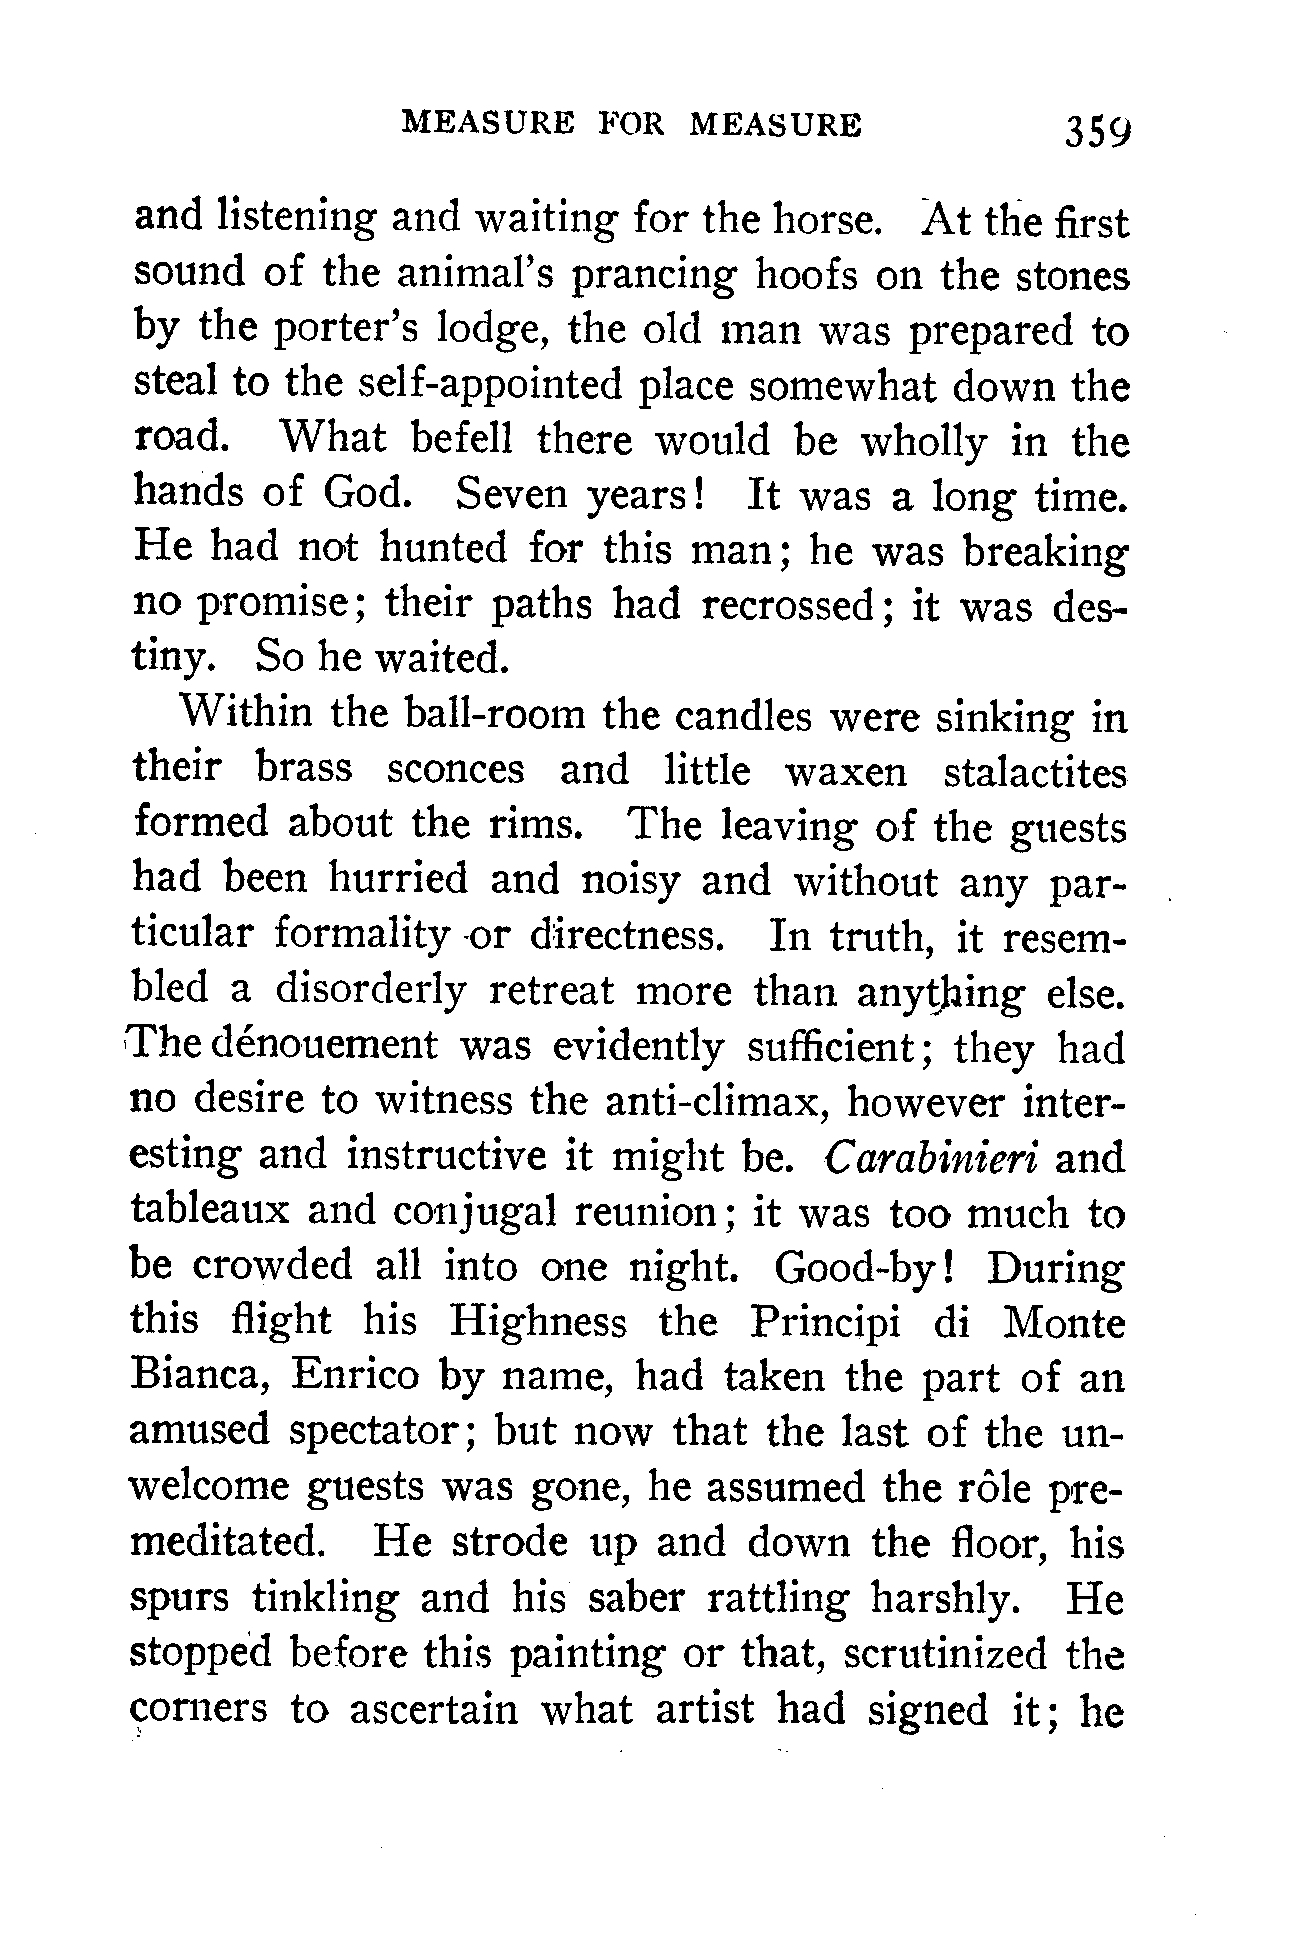 MEASURE FOR MEASURE 359
and listening and waiting for the horse. At the first
sound of the animal's prancing hoofs on the stones
by the porter's lodge, the old man was prepared to
steal to the self-appointed place somewhat down the
road. What befell there would be wholly in the
hands of God. Seven years! It was a long time.
He had not hunted for this man; he was breaking
no promise; their paths had recrossed; it was des-
tiny. So he waited.
Within the ball-room the candles were sinking in
their brass sconces and little waxen stalactites
formed about the rims. The leaving of the guests
had been hurried and noisy and without any par-
ticular formality or directness. In truth, it resem-
bled a disorderly retreat more than anything else.
The dénouement was evidently sufficient; they had
no desire to witness the anti-climax, however inter-
esting and instructive it might be. Carabinieri and
tableaux and conjugal reunion; it was too much to
be crowded all into one night. Good-by! During
this flight his Highness the Principi di Monte
Bianca, Enrico by name, had taken the part of an
amused spectator; but now that the last of the un-
welcome guests was gone, he assumed the rôle pre-
meditated. He strode up and down the floor, his
spurs tinkling and his saber rattling harshly. He
stopped before this painting or that, scrutinized the
corners to ascertain what artist had signed it; he